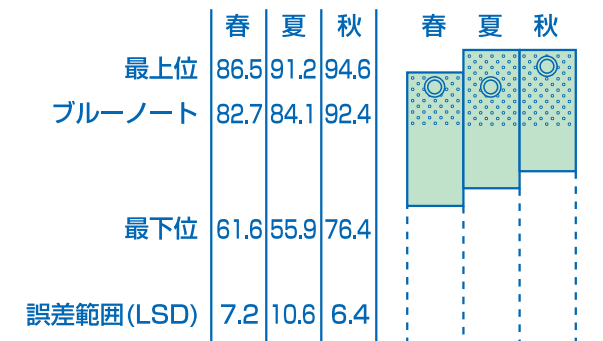 春 夏 秋 春 夏 秋
最上位 86.5 91.2 94.6
ブルーノート 82.7 84.1 92.4
最下位 61.6 55.9 76.4
誤差範囲(LSD) 7.2 10.6 6.4